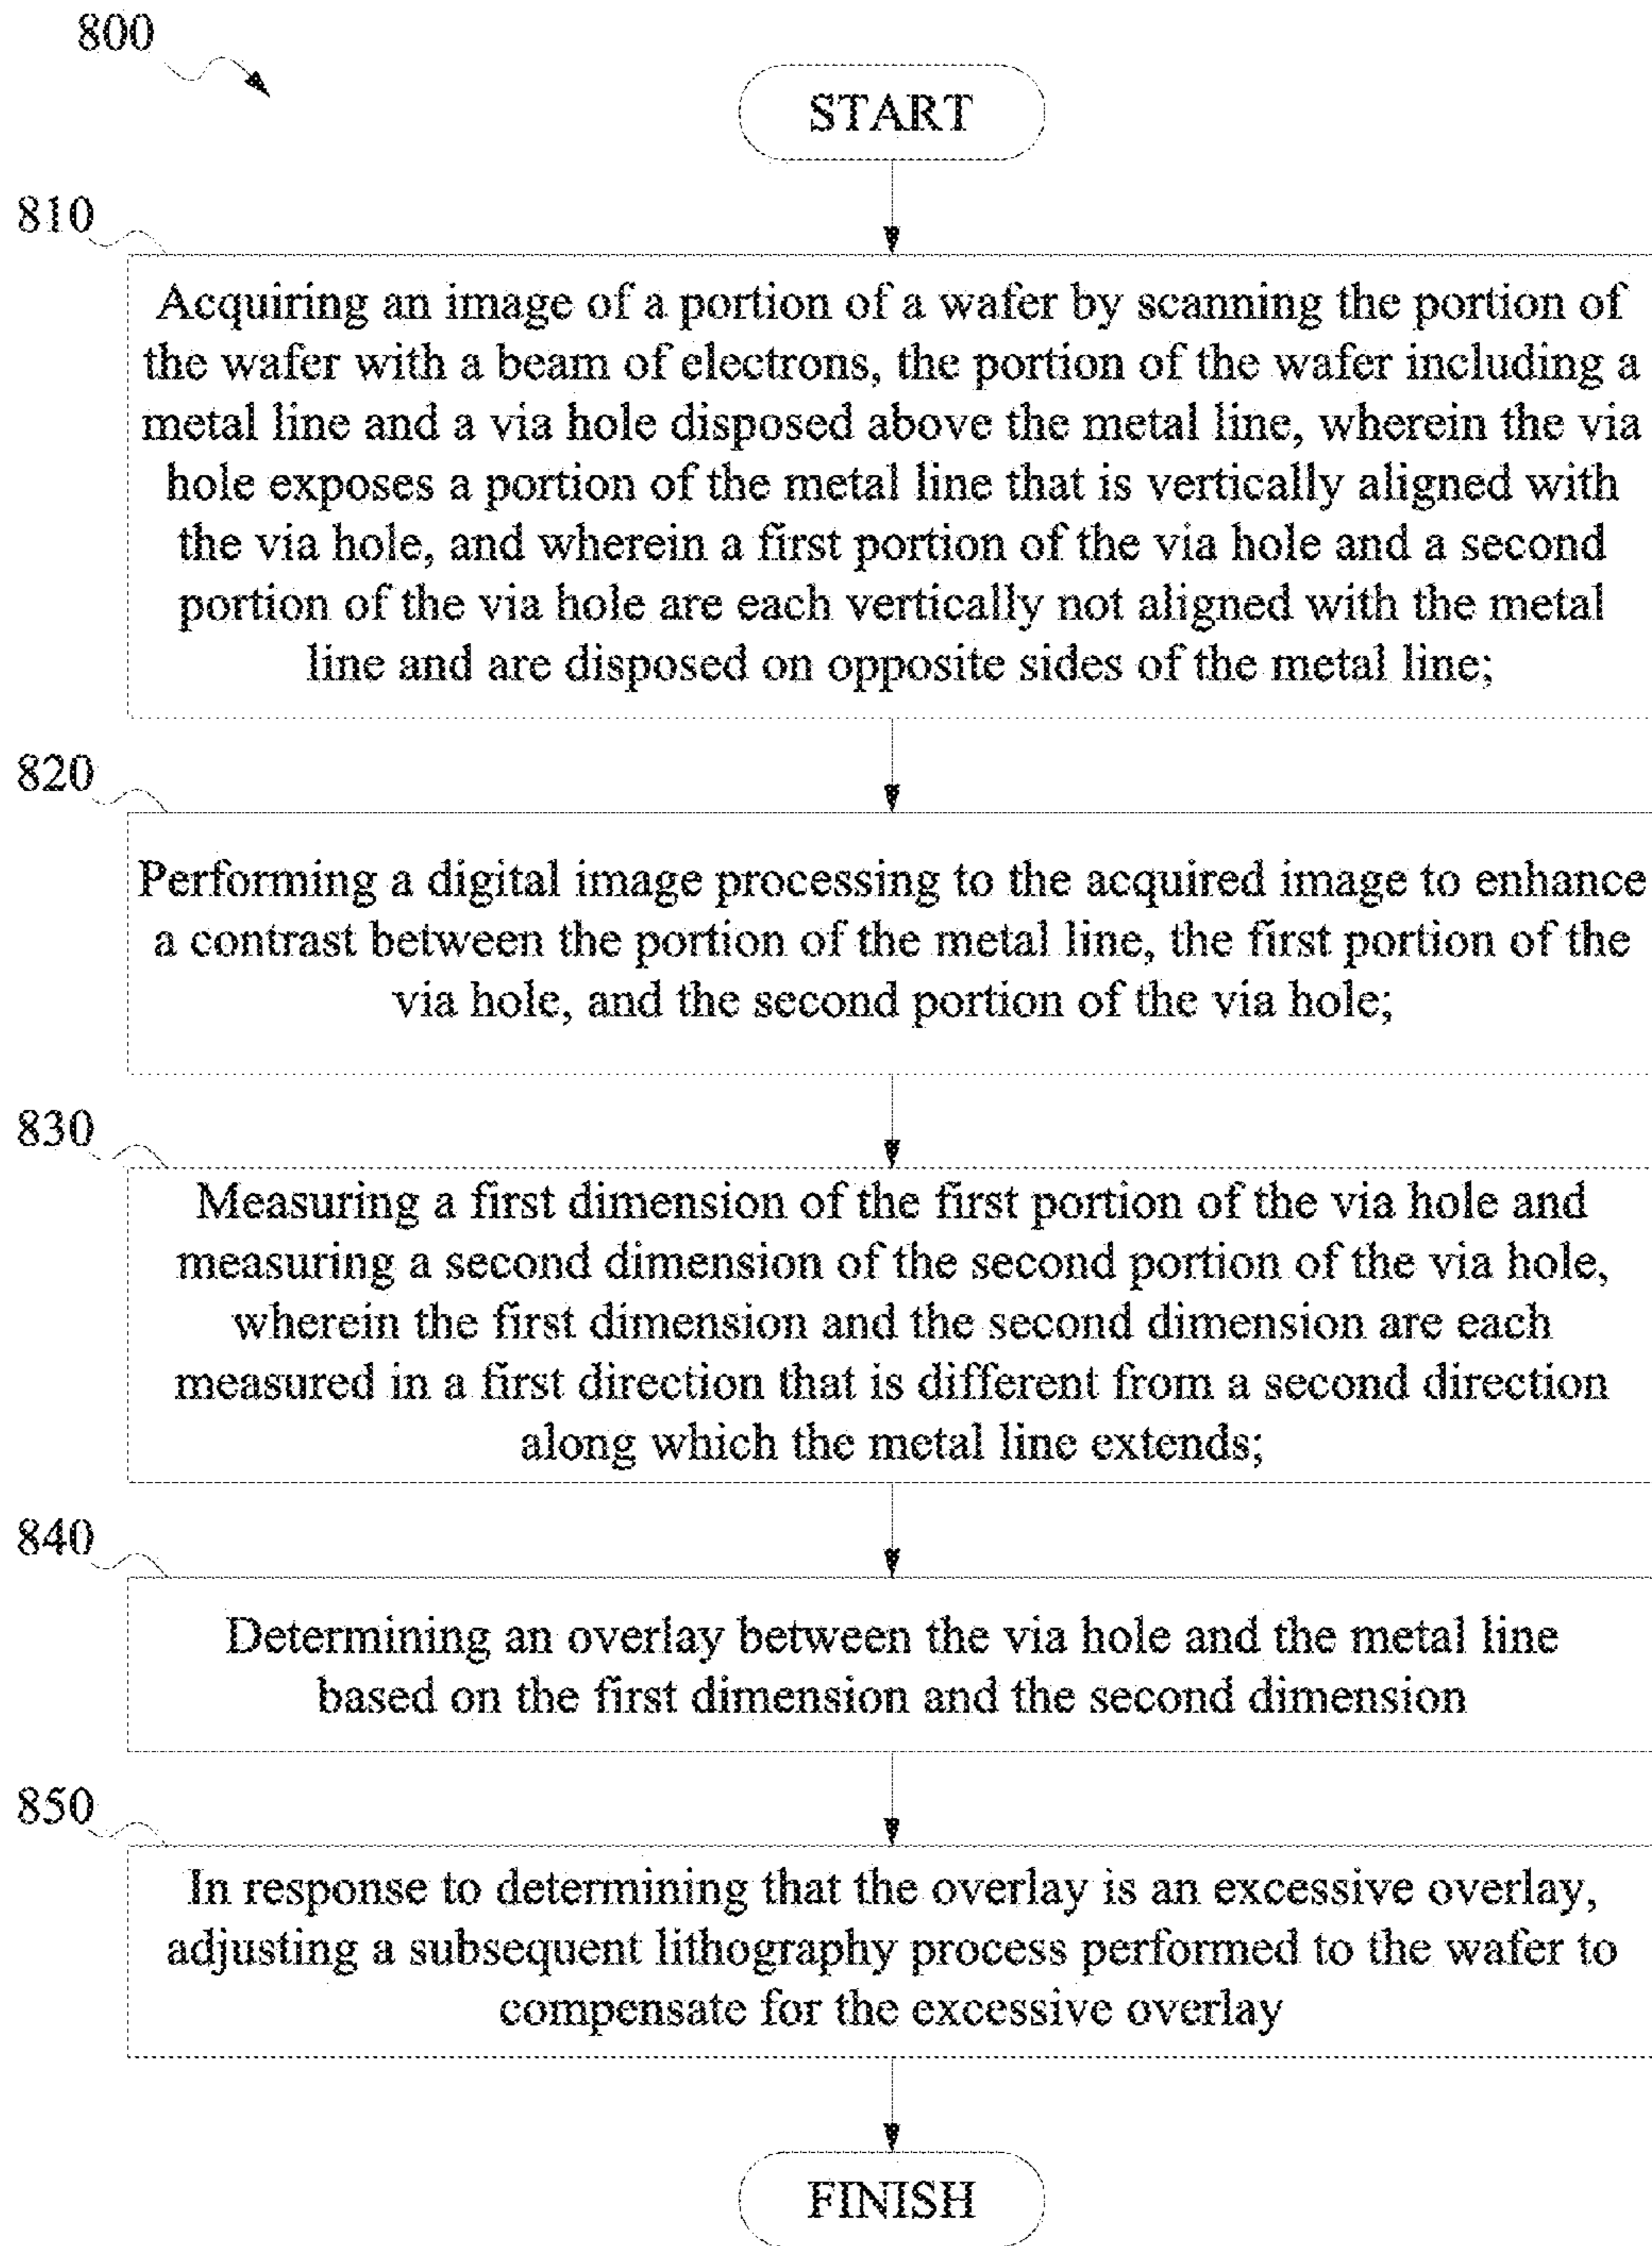 800
START
810
Acquiring an image of a portion of a wafer by scanning the portion of
the wafer with a beam of electrons, the portion of the wafer including a
metal line and a via hole disposed above the metal line, wherein the via
hole exposes a portion of the metal line that is vertically aligned with
the via hole, and wherein a first portion of the via hole and a second
portion of the via hole are each vertically not aligned with the metal
line and are disposed on opposite sides of the metal line;
820
Performing a digital image processing to the acquired image to enhance
a contrast between the portion of the metal line, the first portion of the
via hole, and the second portion of the via hole;
830
Measuring a first dimension of the first portion of the via hole and
measuring a second dimension of the second portion of the via hole,
wherein the first dimension and the second dimension are each
measured in a first direction that is different from a second direction
along which the metal line extends;
840
Determining an overlay between the via hole and the metal line
based on the first dimension and the second dimension
850
In response to determining that the overlay is an excessive overlay,
adjusting a subsequent lithography process performed to the wafer to
compensate for the excessive overlay
FINISH